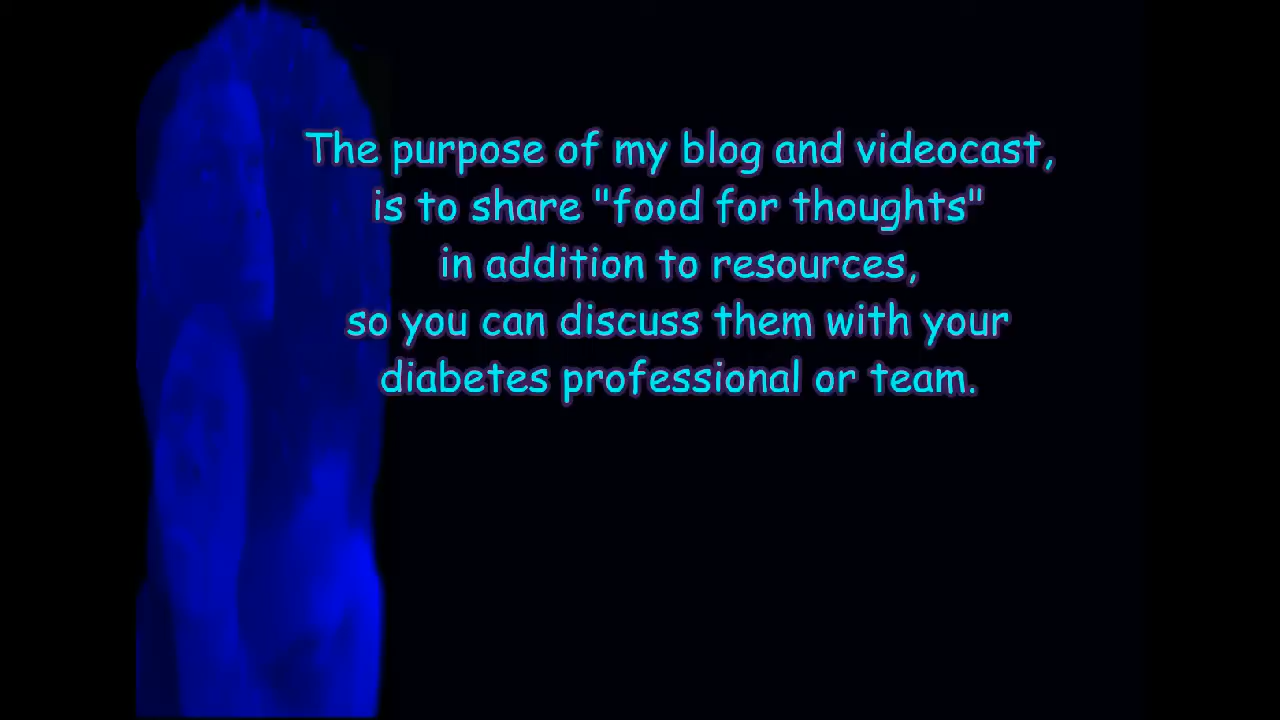 The purpose of my blog and videocast,
is to share "food for thoughts"
in addition to resources,
so you can discuss them with your
diabetes professional or team.